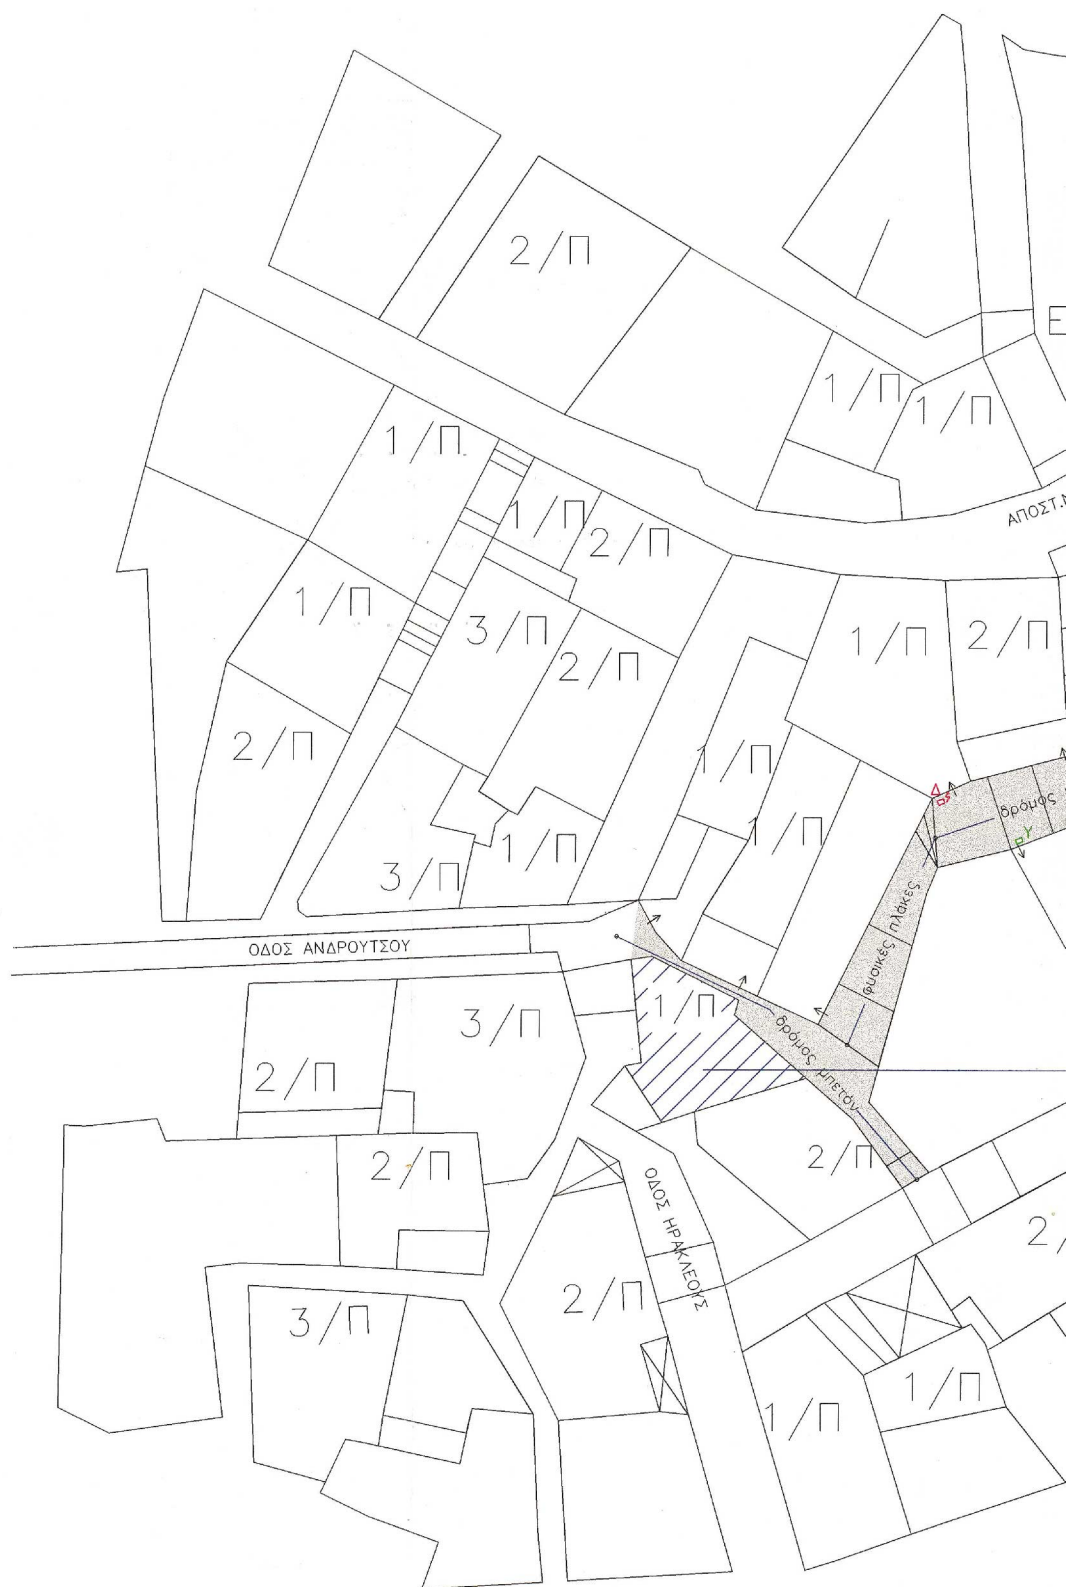 2/Π
1/Π
1/Π
1/Π
1/Π
2/Π
ΑΠΟΣΤ.
1/Π
3/Π
2/Π
1/Π
2/Π
2/Π
1/Π
1/Π
Δ
δρόμος
Υ
3/Π
1/Π
ξεκάλυπες
φυσικές
ΟΔΟΣ ΑΝΔΡΟΥΤΣΟΥ
1/Π
3/Π
δρόμος μπετόν
2/Π
2/Π
2/Π
ΟΔΟΣ ΗΡΑΚΛΕΟΥΣ
2/
2/Π
3/Π
1/Π
1/Π